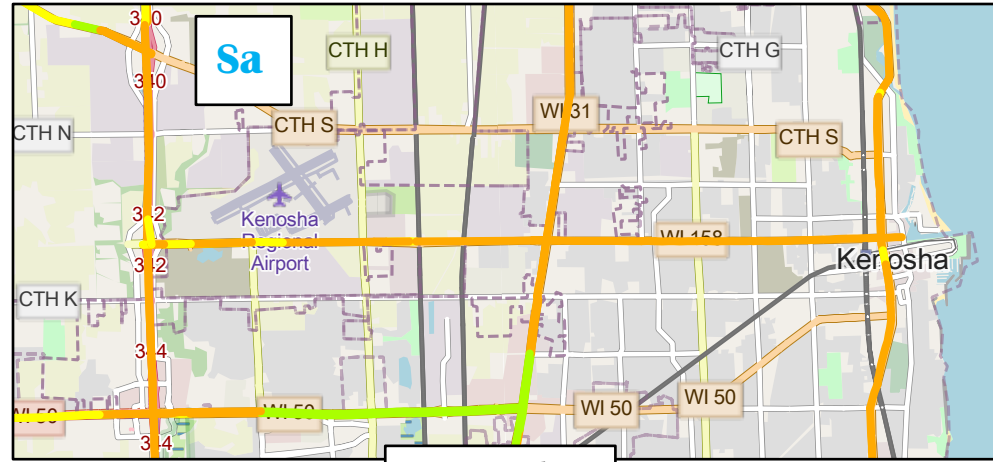 340
Sa
CTH H
CTH G
340
WI 31
CTH N
CTH S
CTH S
342
Kenosha
Regional
Airport
WI 158
342
Kenosha
CTH K
344
WI 50
WI 50
WI 50
WI 50
344